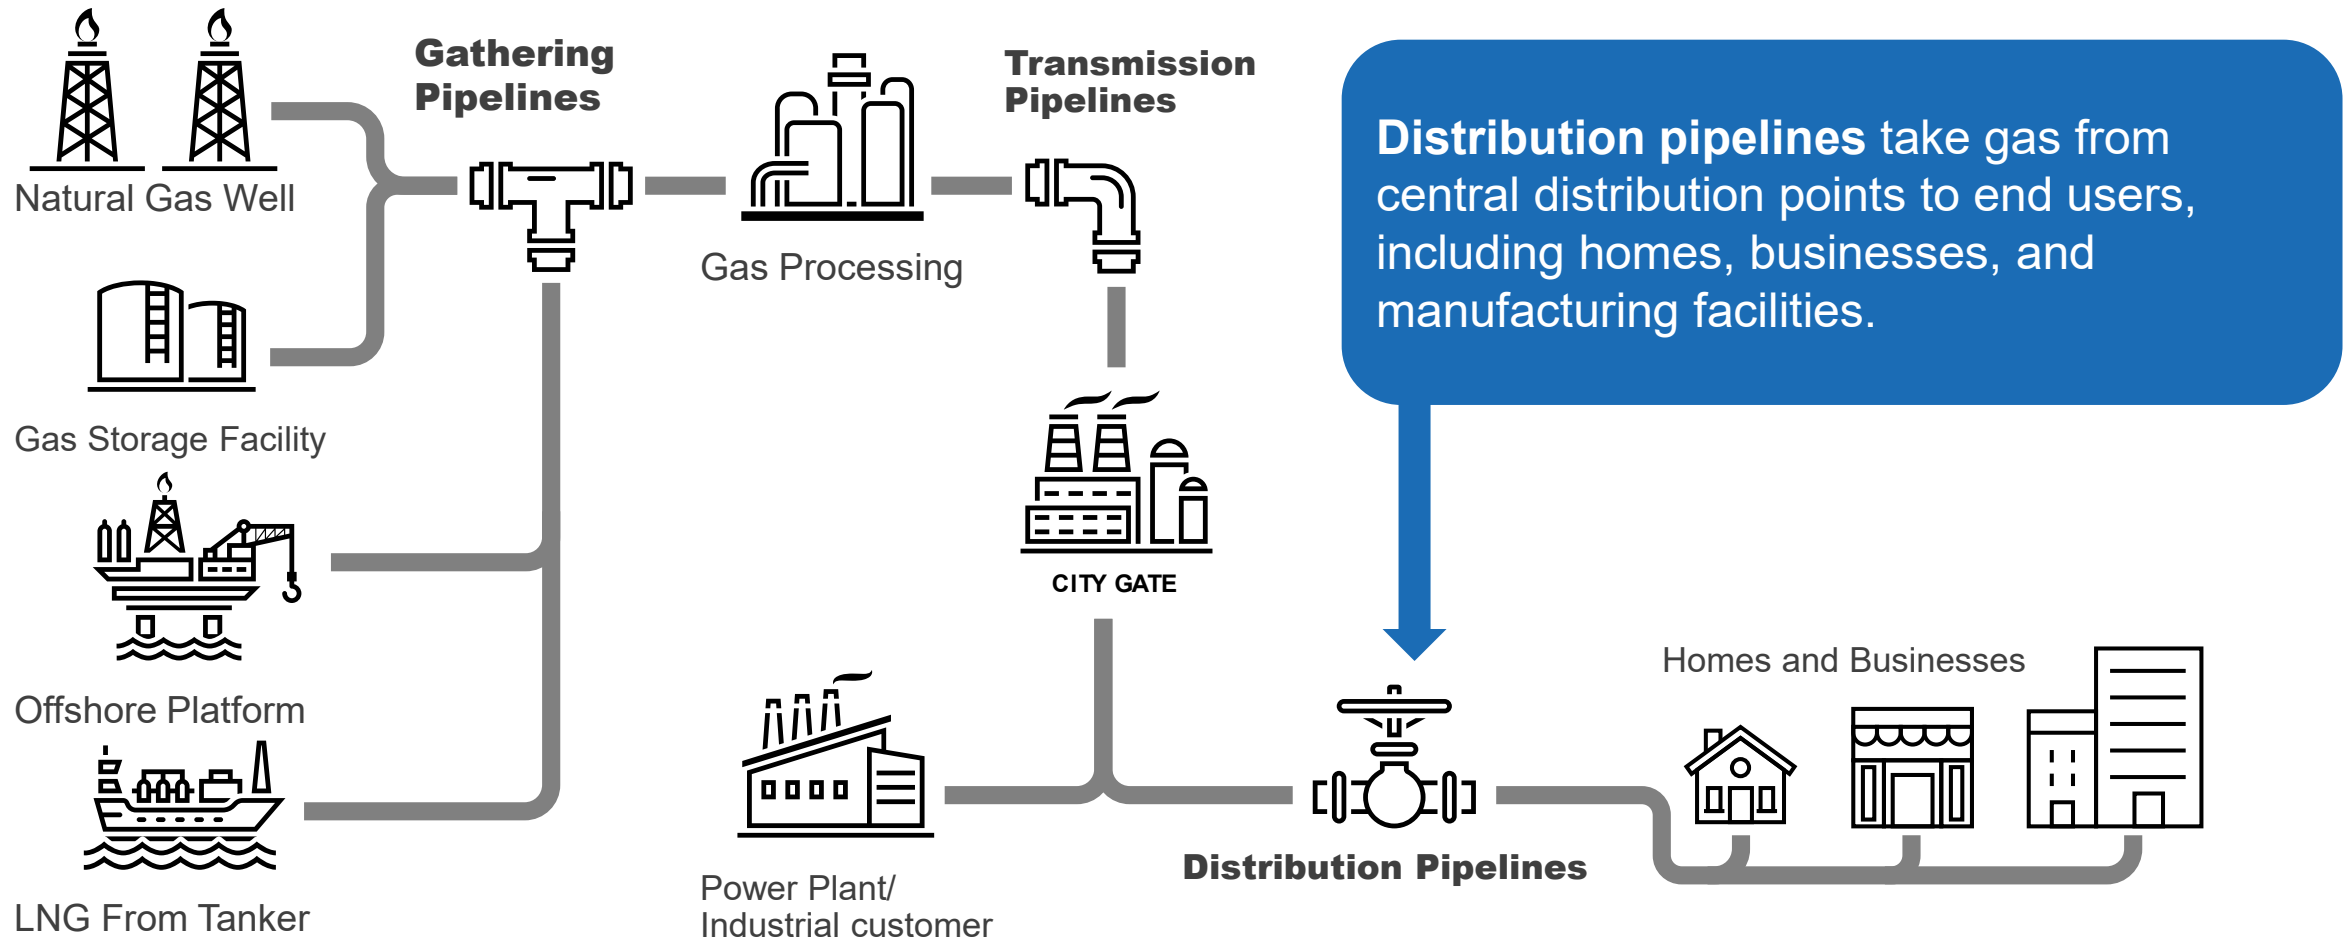 Gathering
Pipelines
Transmission
Pipelines
Distribution pipelines take gas from
central distribution points to end users,
including homes, businesses, and
manufacturing facilities.
Natural Gas Well
Gas Processing
Gas Storage Facility
CITY GATE
Homes and Businesses
Offshore Platform
Distribution Pipelines
Power Plant/
Industrial customer
LNG From Tanker